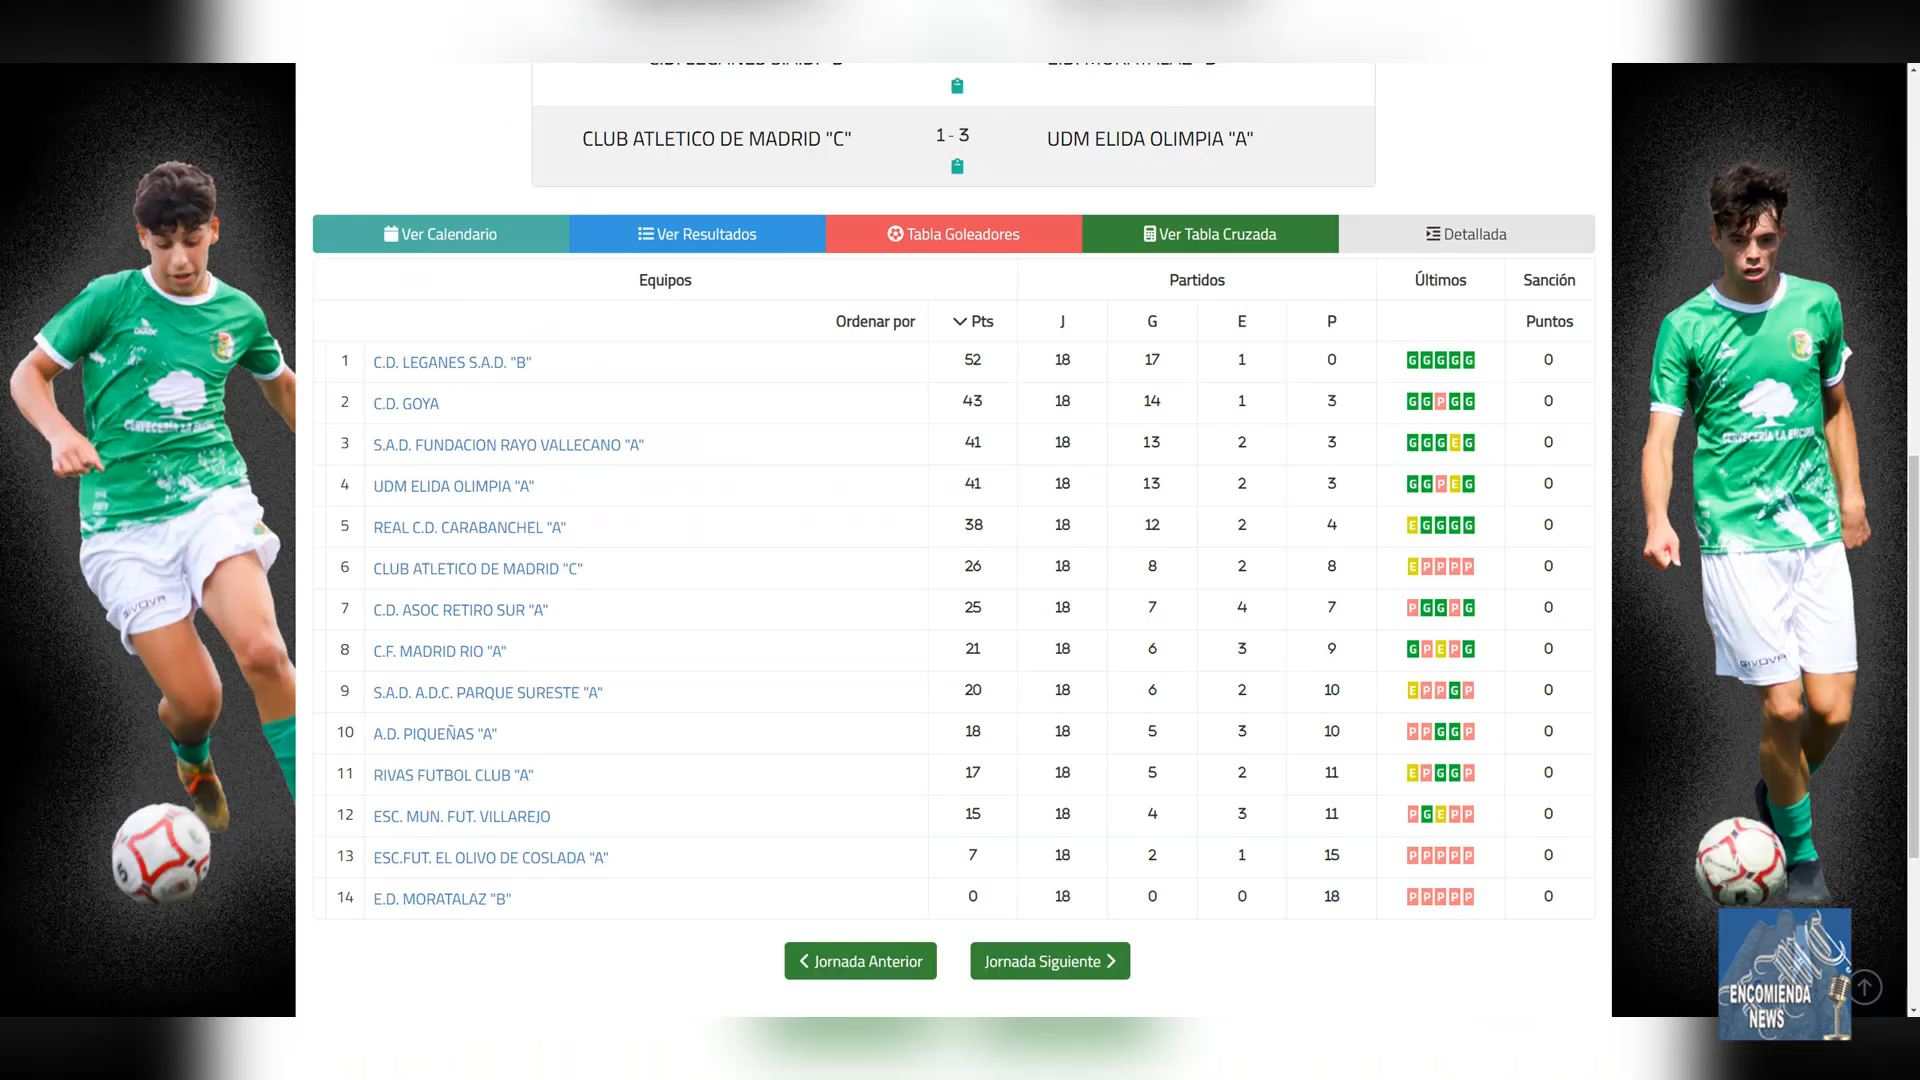 CLUB ATLETICO DE MADRID "C" 1 - 3 UDM ELIDA OLIMPIA "A"
Ver Calendario Ver Resultados Tabla Goleadores Ver Tabla Cruzada Detallada
Equipos Partidos Últimos Sanción
Ordenar por Pts J G E P Puntos
1 C.D. LEGANES S.A.D. "B" 52 18 17 1 0 G G G G G 0
2 C.D. GOYA 43 18 14 1 3 G G P G G 0
3 S.A.D. FUNDACION RAYO VALLECANO "A" 41 18 13 2 3 G G G E G 0
4 UDM ELIDA OLIMPIA "A" 41 18 13 2 3 G G P E G 0
5 REAL C.D. CARABANCHEL "A" 38 18 12 2 4 E G G G G 0
6 CLUB ATLETICO DE MADRID "C" 26 18 8 2 8 E P P P P 0
7 C.D. ASOC RETIRO SUR "A" 25 18 7 4 7 P G G P G 0
8 C.F. MADRID RIO "A" 21 18 6 3 9 G P E P G 0
9 S.A.D. A.D.C. PARQUE SURESTE "A" 20 18 6 2 10 E P P G P 0
10 A.D. PIQUEÑAS "A" 18 18 5 3 10 P P G G P 0
11 RIVAS FUTBOL CLUB "A" 17 18 5 2 11 E P G G P 0
12 ESC. MUN. FUT. VILLAREJO 15 18 4 3 11 P G E P P 0
13 ESC.FUT. EL OLIVO DE COSLADA "A" 7 18 2 1 15 P P P P P 0
14 E.D. MORATALAZ "B" 0 18 0 0 18 P P P P P 0
Jornada Anterior Jornada Siguiente
CERVECERÍA LA ENCINA
GIVOVA
CERVECERÍA LA ENCINA
GIVOVA
ENCOMIENDA
NEWS